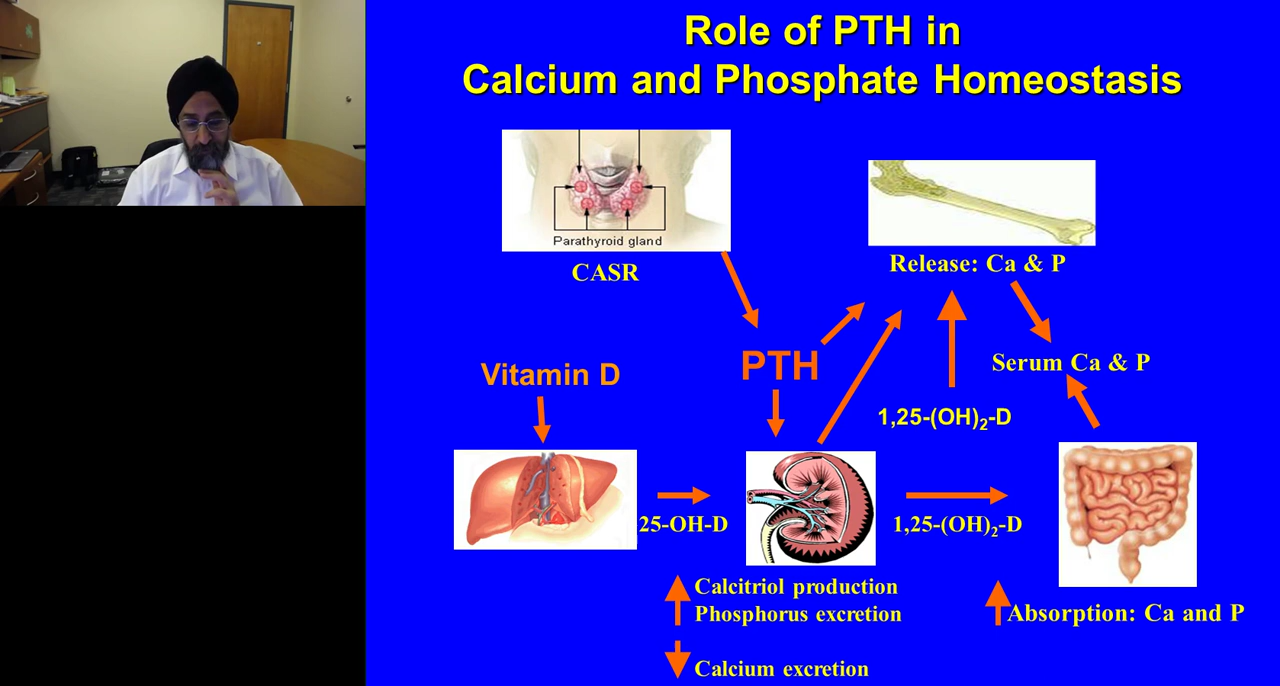 Role of PTH in
Calcium and Phosphate Homeostasis
Parathyroid gland
CASR
Release: Ca & P
PTH
Serum Ca & P
Vitamin D
1,25-(OH)₂-D
25-OH-D
1,25-(OH)₂-D
Calcitriol production
Phosphorus excretion
Absorption: Ca and P
Calcium excretion